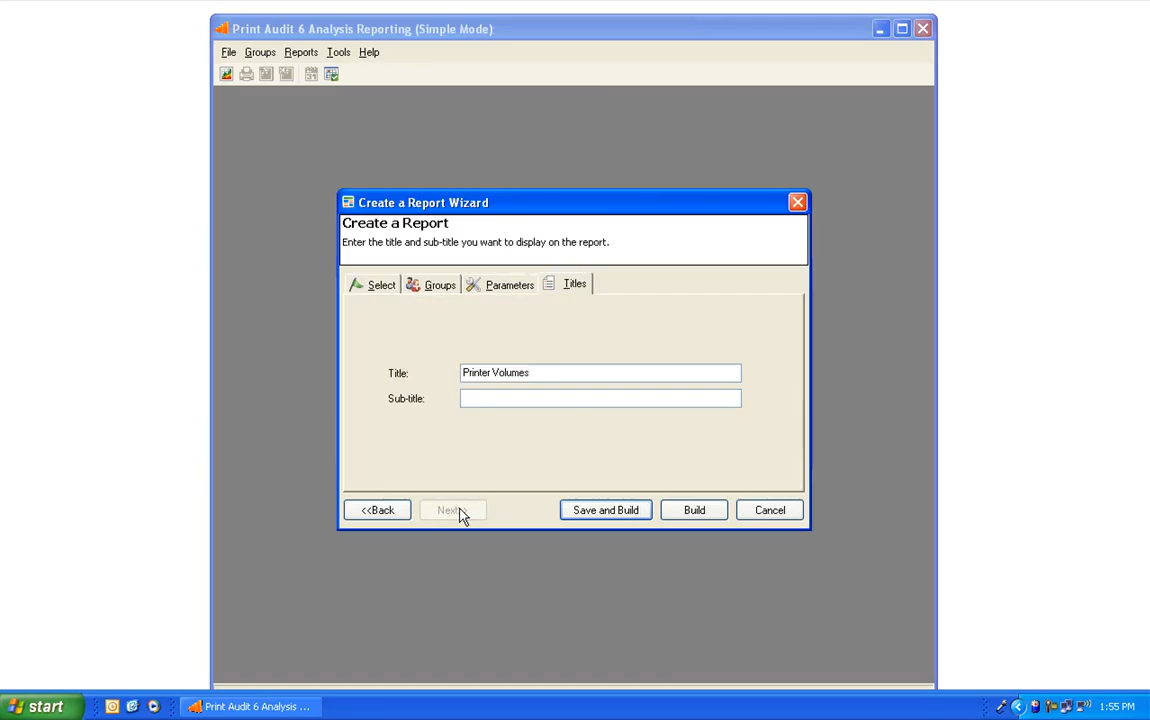 Print Audit 6 Analysis Reporting (Simple Mode)
File Groups Reports Tools Help
Create a Report Wizard
Create a Report
Enter the title and sub-title you want to display on the report.
Select Groups Parameters Titles
Title: Printer Volumes
Sub-title:
<<Back Next Save and Build Build Cancel
start Print Audit 6 Analysis ... 1:55 PM